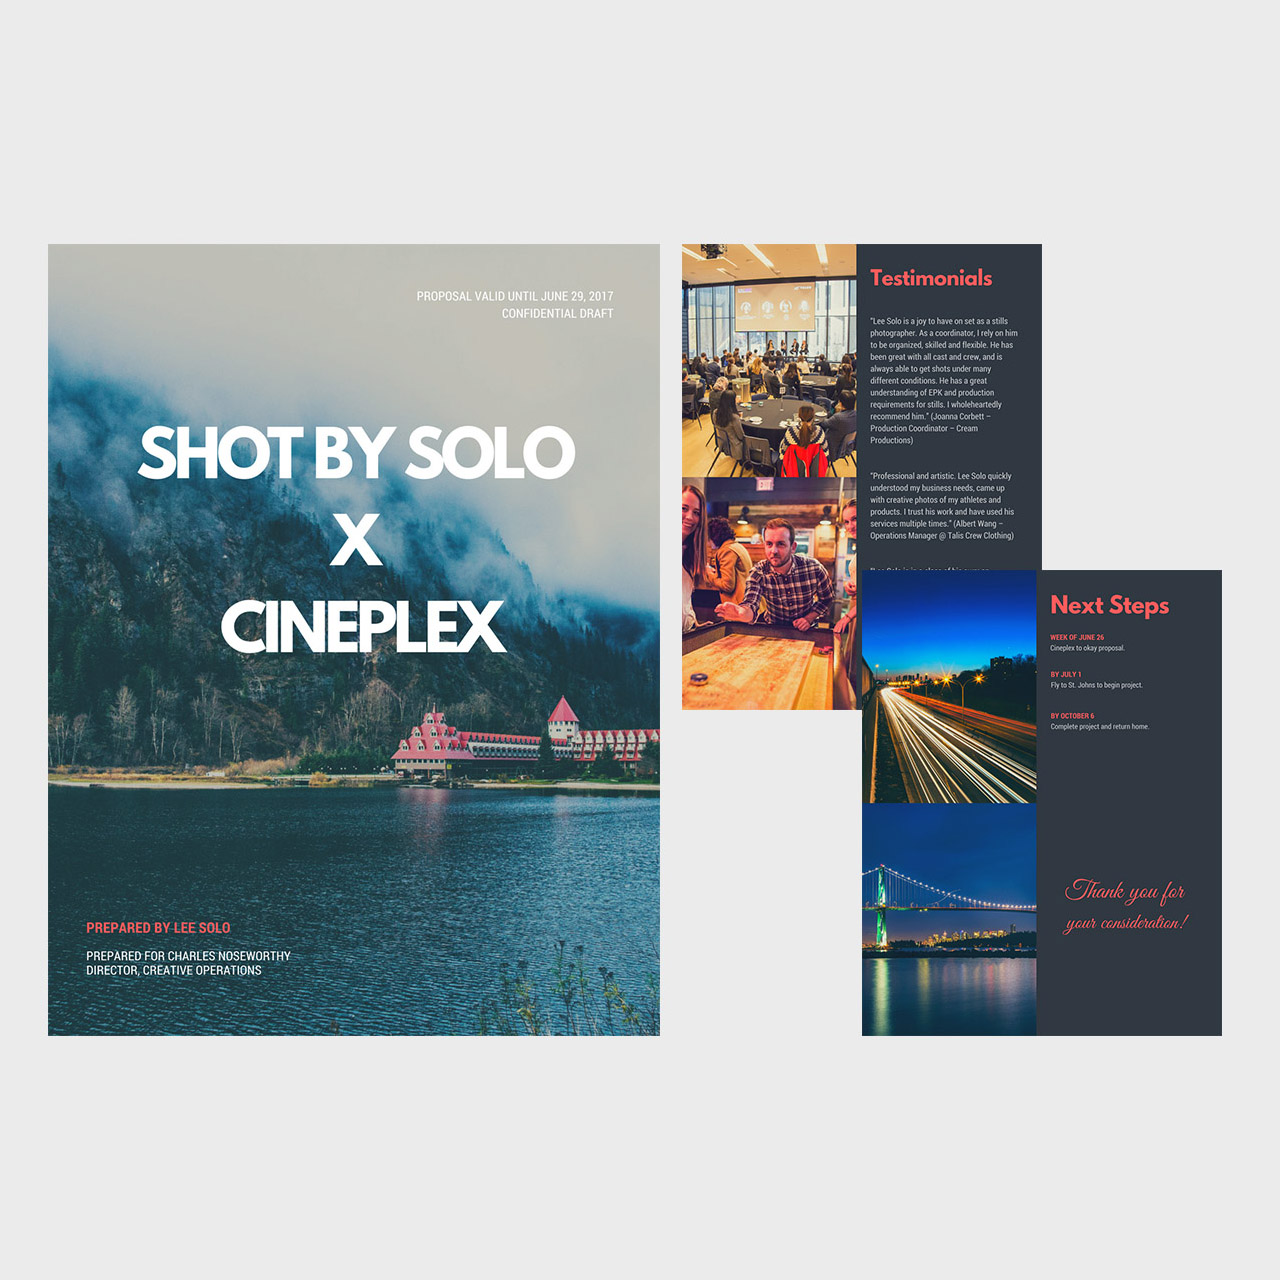 PROPOSAL VALID UNTIL JUNE 29, 2017
CONFIDENTIAL DRAFT
SHOT BY SOLO
X
CINEPLEX
PREPARED BY LEE SOLO
PREPARED FOR CHARLES NOSEWORTHY
DIRECTOR, CREATIVE OPERATIONS
Testimonials
"Lee Solo is a joy to have on set as a stills
photographer. As a coordinator, I rely on him
to be organized, skilled and flexible. He has
been great with all cast and crew, and is
always able to get shots under many
different conditions. He has a great
understanding of EPK and production
requirements for stills. I wholeheartedly
recommend him." (Joanna Corbett –
Production Coordinator – Cream
Productions)
"Professional and artistic. Lee Solo quickly
understood my business needs, came up
with creative photos of my athletes and
products. I trust his work and have used his
services multiple times." (Albert Wang –
Operations Manager @ Talis Crew Clothing)
Next Steps
WEEK OF JUNE 26
Cineplex to okay proposal.
BY JULY 1
Fly to St. Johns to begin project.
BY OCTOBER 6
Complete project and return home.
Thank you for
your consideration!